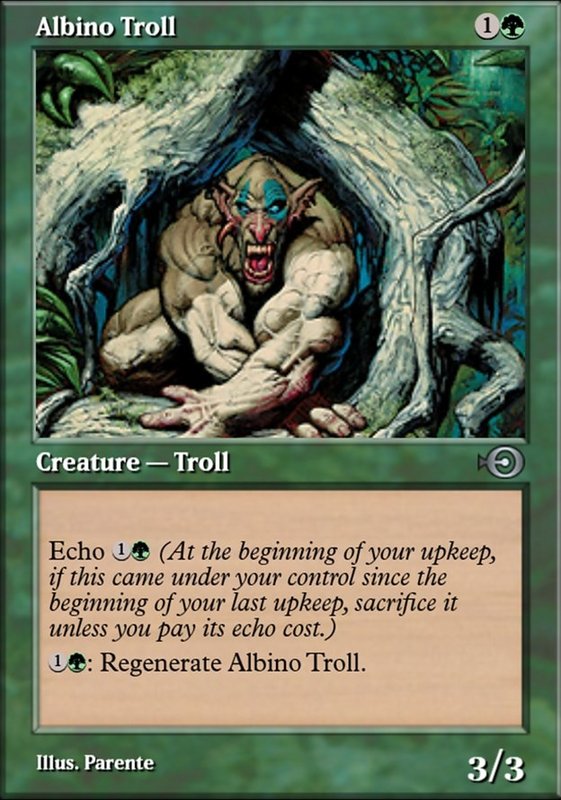 Albino Troll 1
Creature — Troll
Echo 1 (At the beginning of your upkeep,
if this came under your control since the
beginning of your last upkeep, sacrifice it
unless you pay its echo cost.)
1: Regenerate Albino Troll.
Illus. Parente
3/3